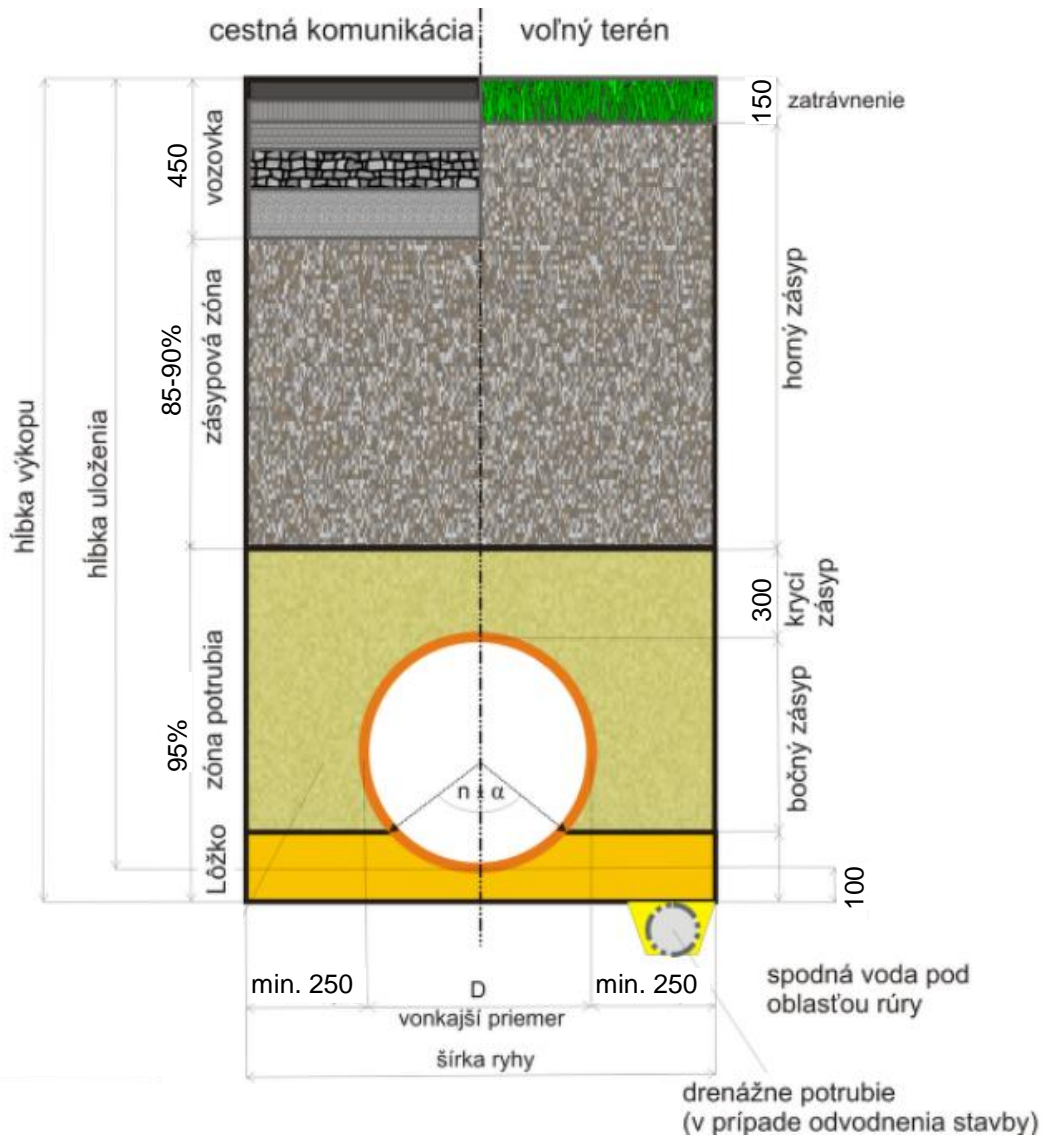 cestná komunikácia
voľný terén
150
zatrávnenie
450
vozovka
85-90%
zásypová zóna
horný zásyp
hĺbka výkopu
hĺbka uloženia
300
krycí
zásyp
95%
zóna potrubia
bočný zásyp
n x α
Lôžko
100
min. 250
D
min. 250
vonkajší priemer
šírka ryhy
spodná voda pod
oblasťou rúry
drenážne potrubie
(v prípade odvodnenia stavby)